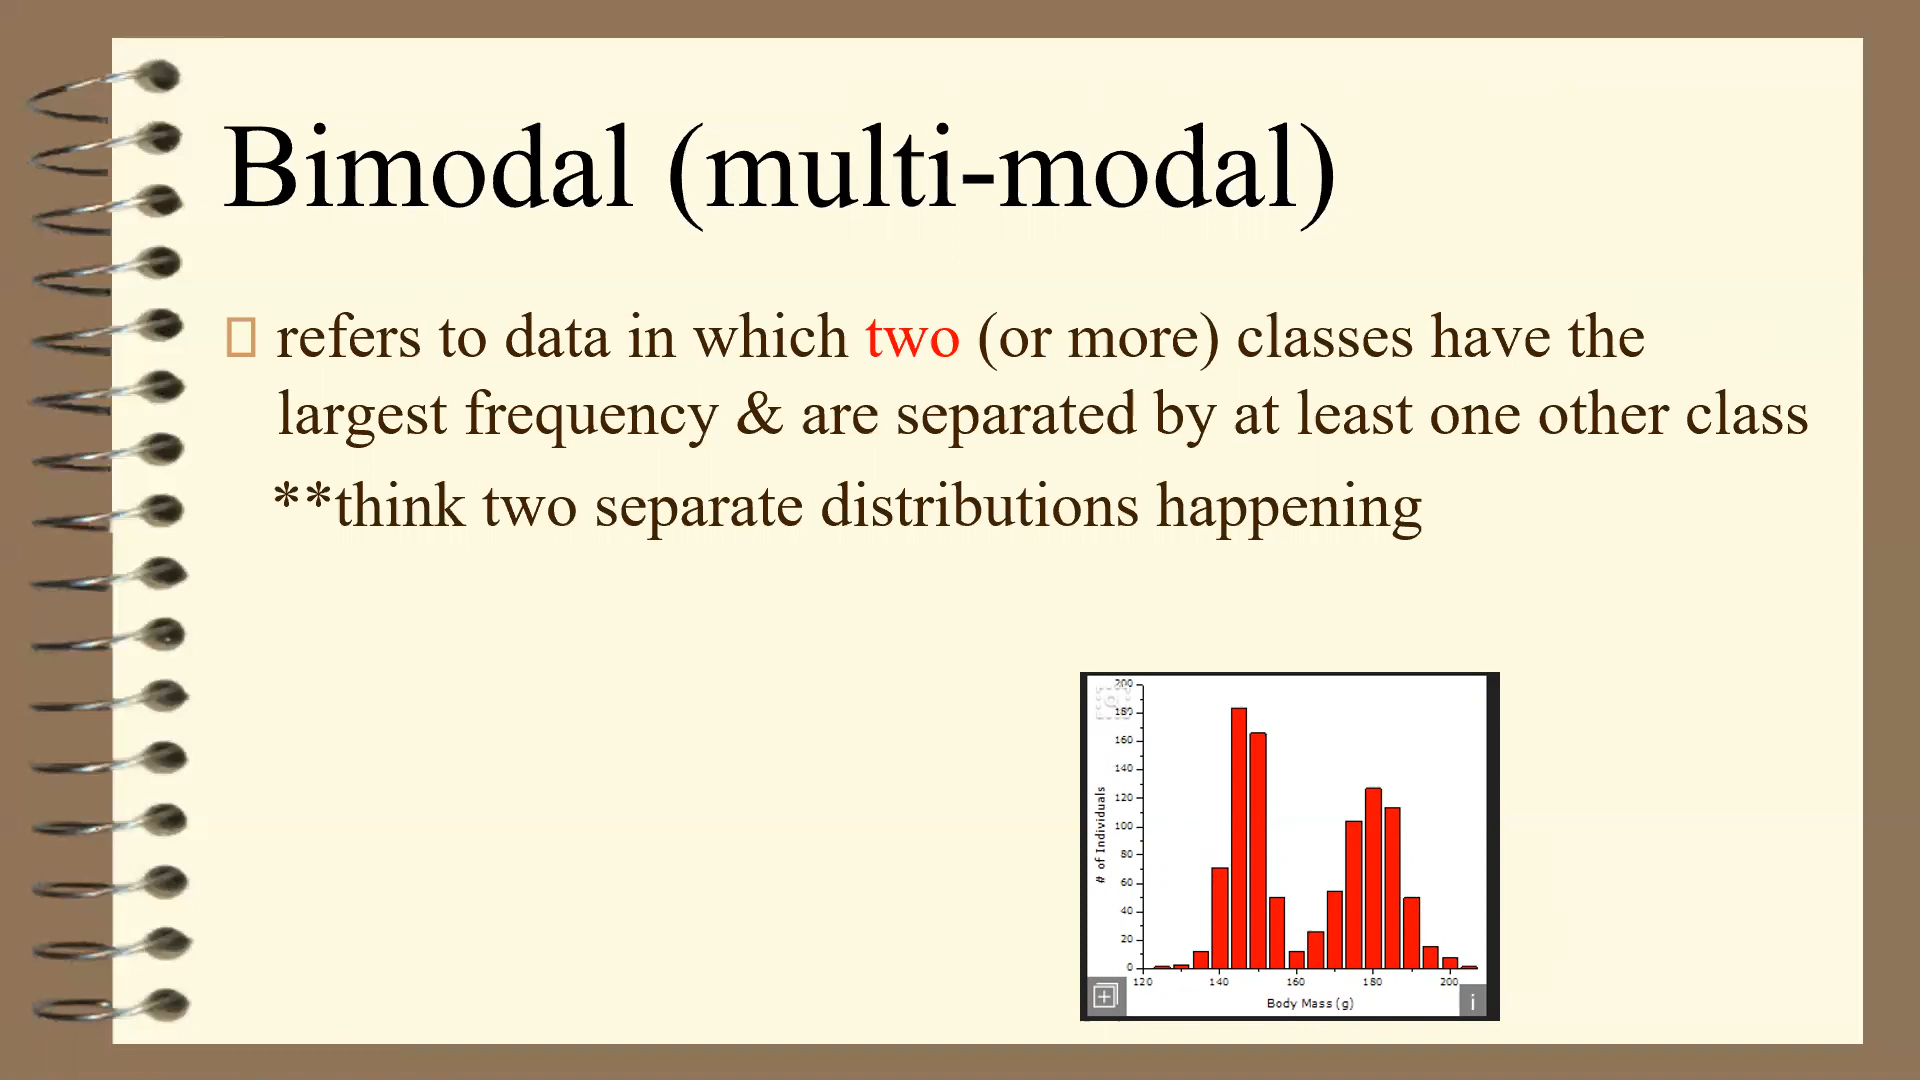 Bimodal (multi-modal)
refers to data in which two (or more) classes have the
largest frequency & are separated by at least one other class
**think two separate distributions happening
200
180
160
140
120
100
80
60
40
20
0
# of Individuals
120 140 160 180 200
Body Mass (g)
i